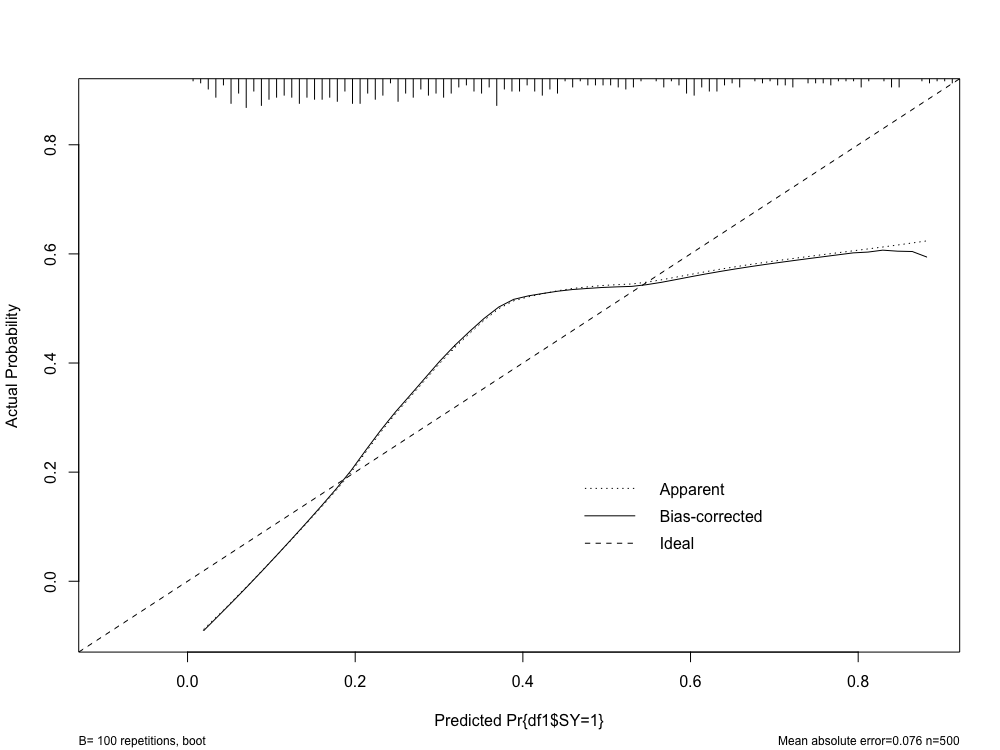 0.8
0.6
0.4
0.2
0.0
Actual Probability
Apparent
Bias-corrected
Ideal
0.0 0.2 0.4 0.6 0.8
Predicted Pr{df1$SY=1}
B= 100 repetitions, boot
Mean absolute error=0.076 n=500